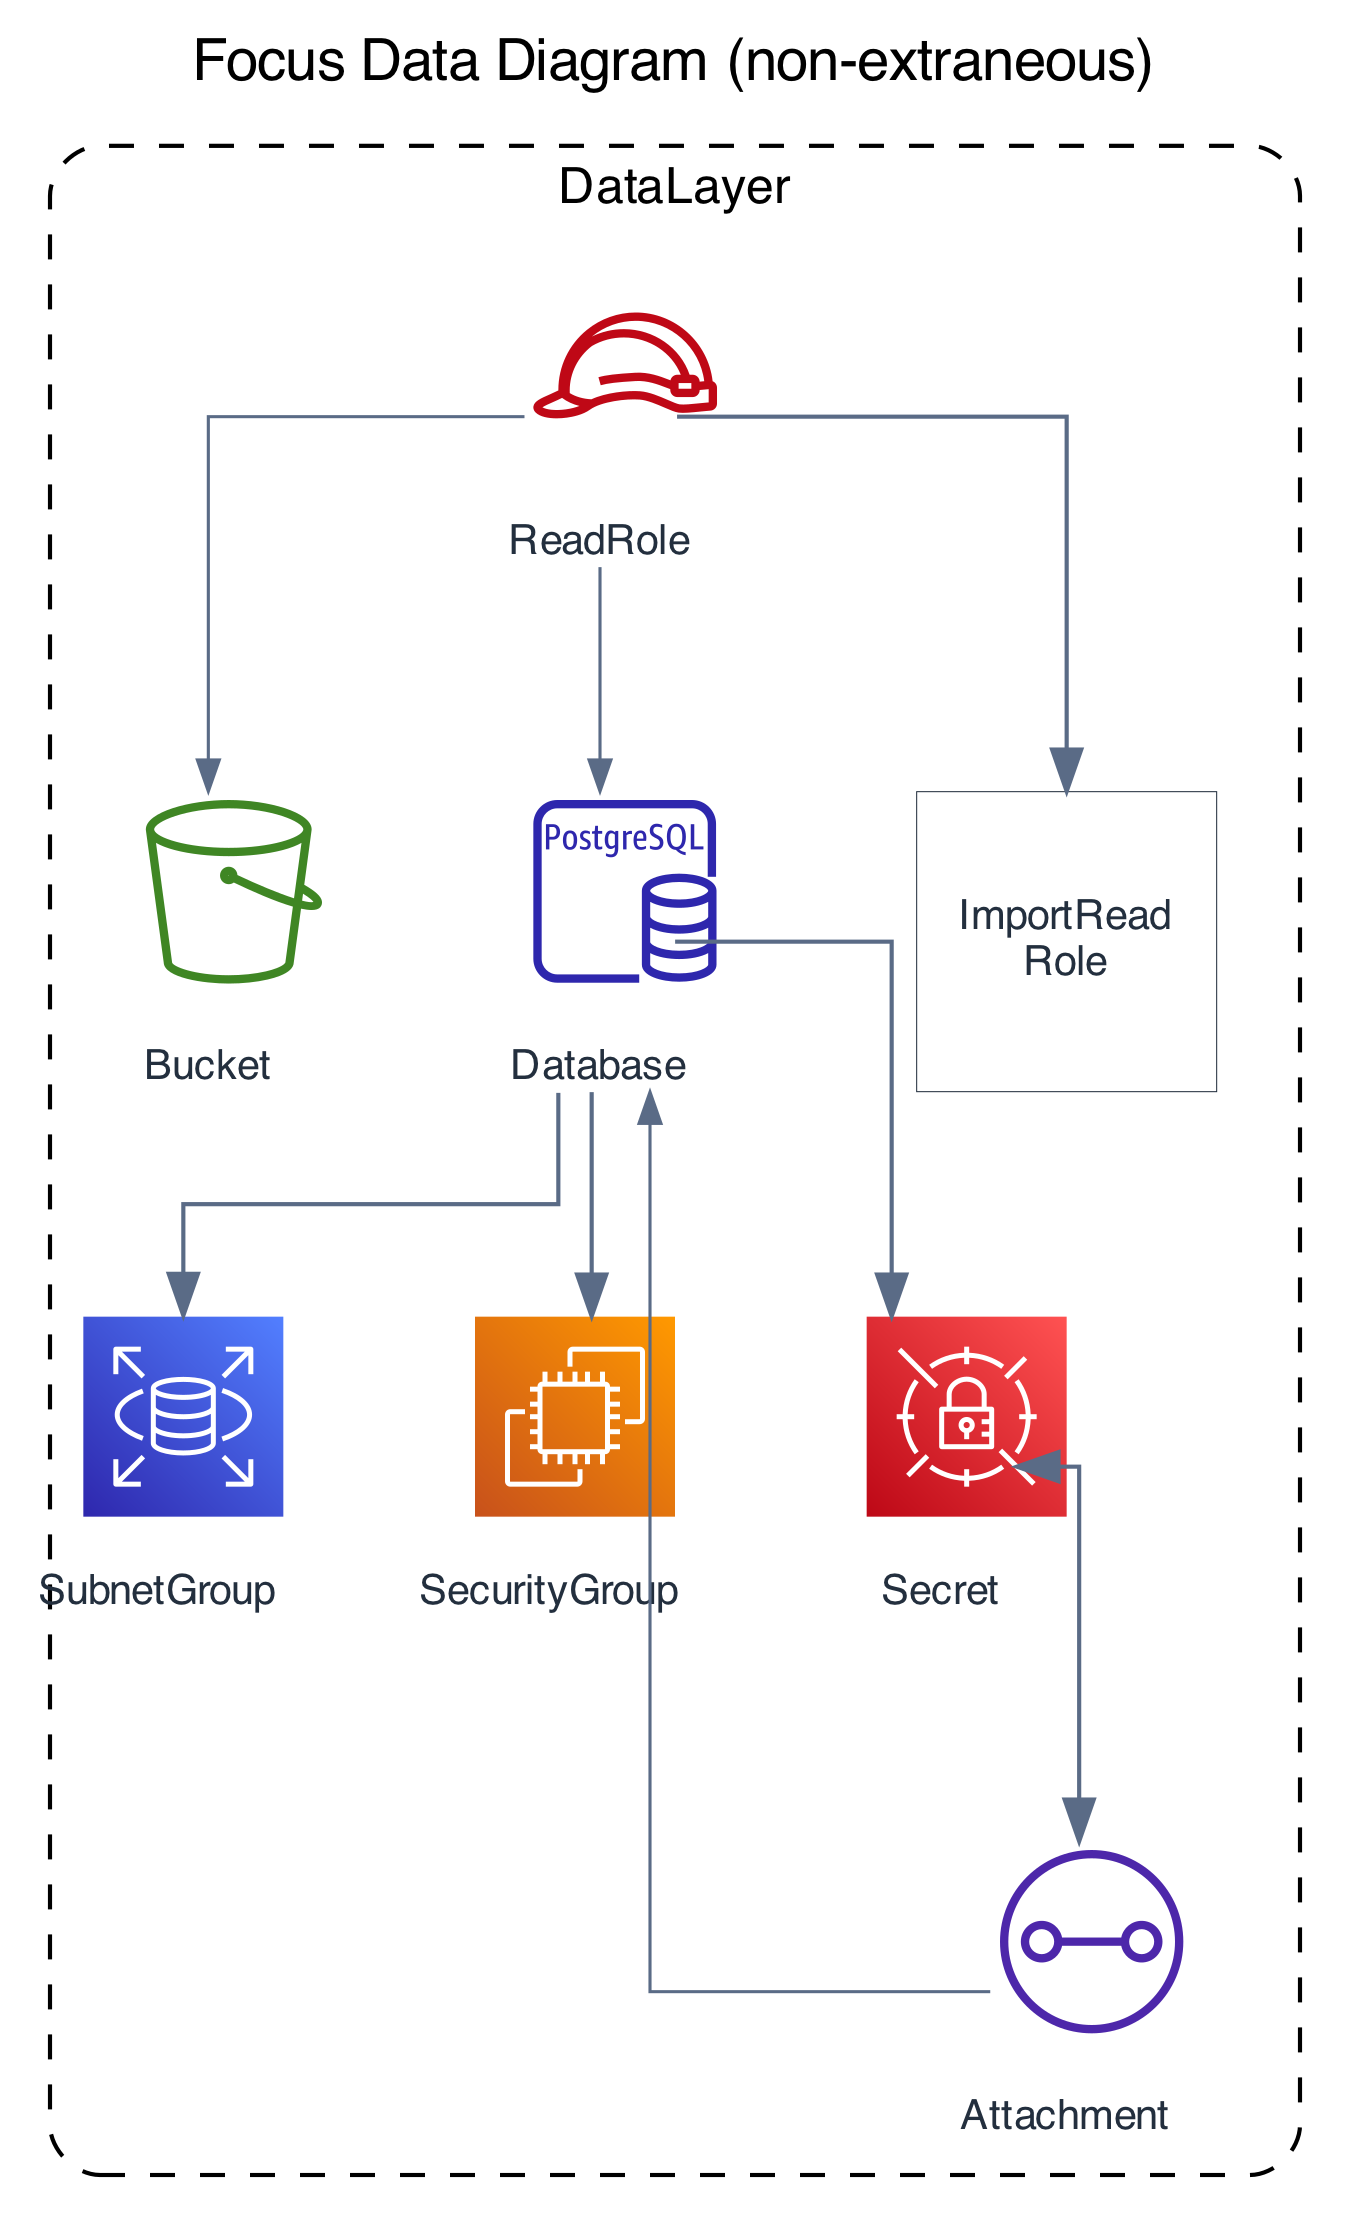 Focus Data Diagram (non-extraneous)
DataLayer
ReadRole
PostgreSQL
ImportRead
Role
Bucket
Database
SubnetGroup
SecurityGroup
Secret
Attachment